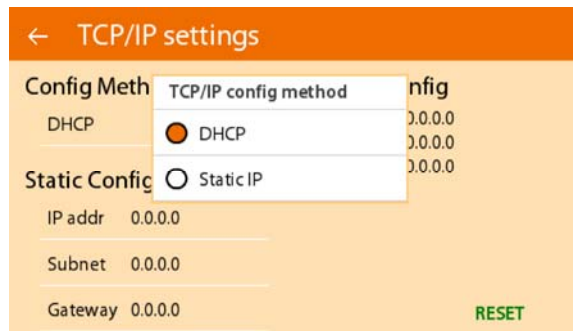 ← TCP/IP settings
Config Meth
nfig
TCP/IP config method
DHCP
DHCP
Static IP
0.0.0.0
0.0.0.0
0.0.0.0
Static Config
IP addr 0.0.0.0
Subnet 0.0.0.0
Gateway 0.0.0.0
RESET